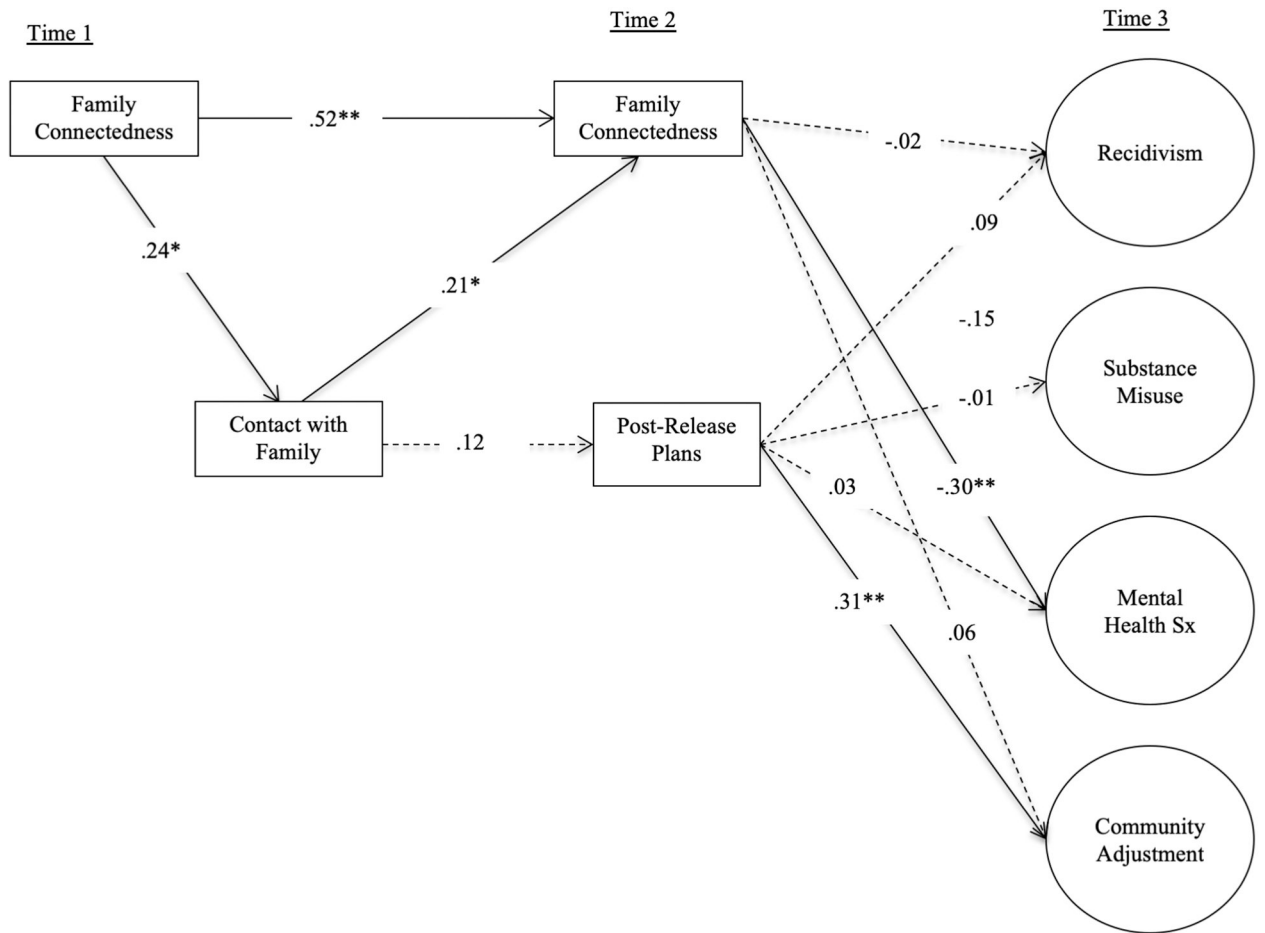 Time 1
Time 2
Time 3
Family
Connectedness
.52**
Family
Connectedness
-.02
Recidivism
.09
.24*
.21*
-.15
Substance
Misuse
-.01
Contact with
Family
.12
Post-Release
Plans
.03
-.30**
.31**
.06
Mental
Health Sx
Community
Adjustment